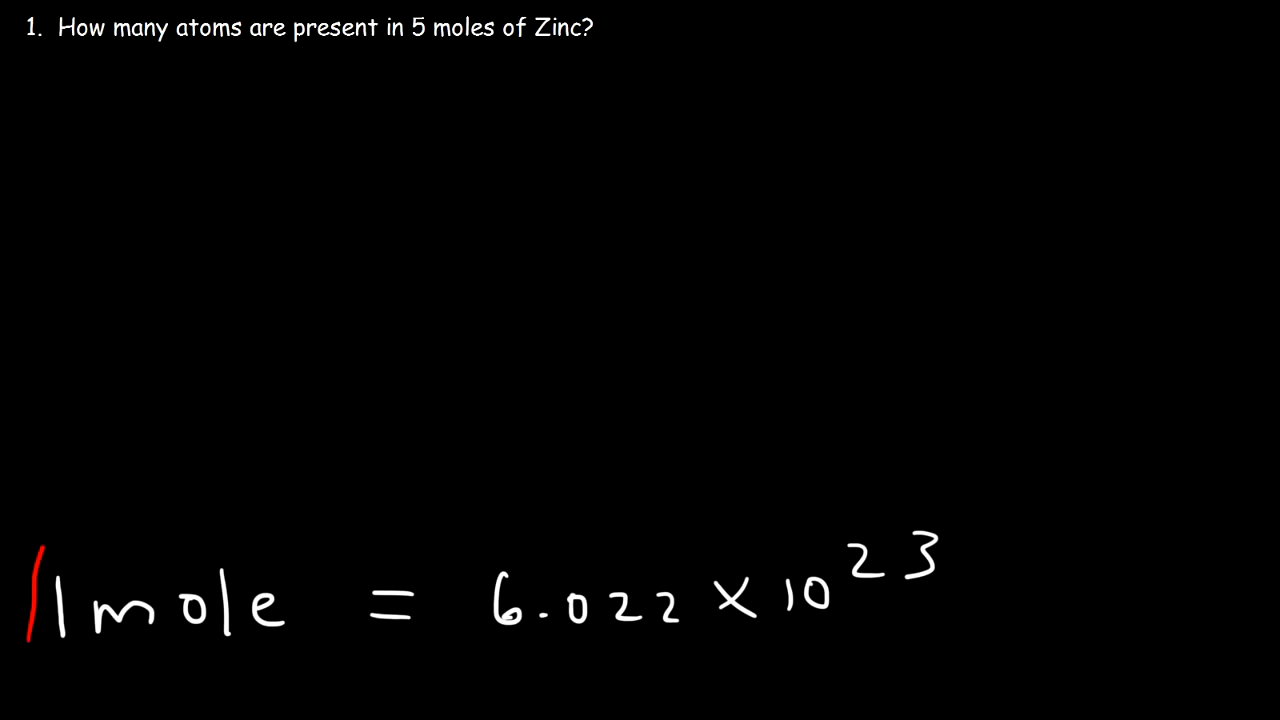 1. How many atoms are present in 5 moles of Zinc?
1 mole = 6.022 × 10²³